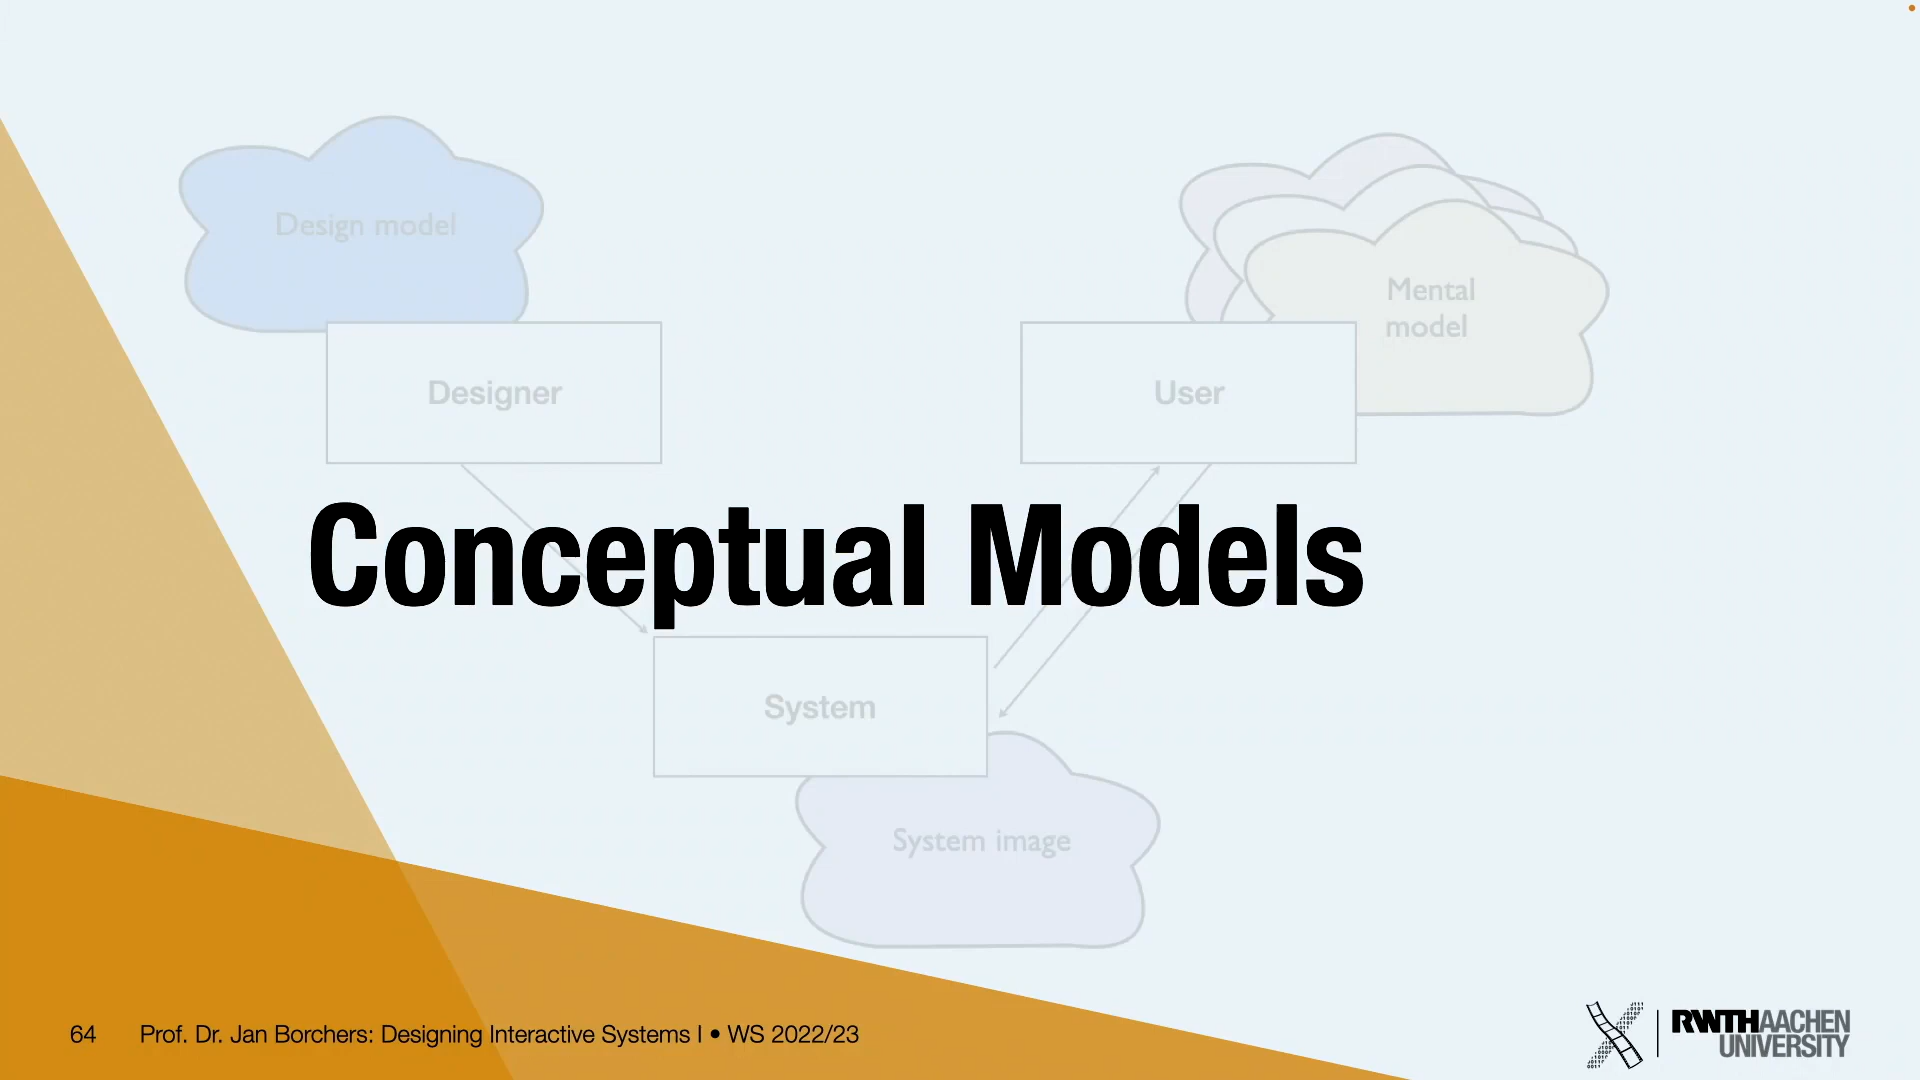 Design model
Mental
model
Designer
User
Conceptual Models
System
System image
64 Prof. Dr. Jan Borchers: Designing Interactive Systems I • WS 2022/23
RWTHAACHEN
UNIVERSITY